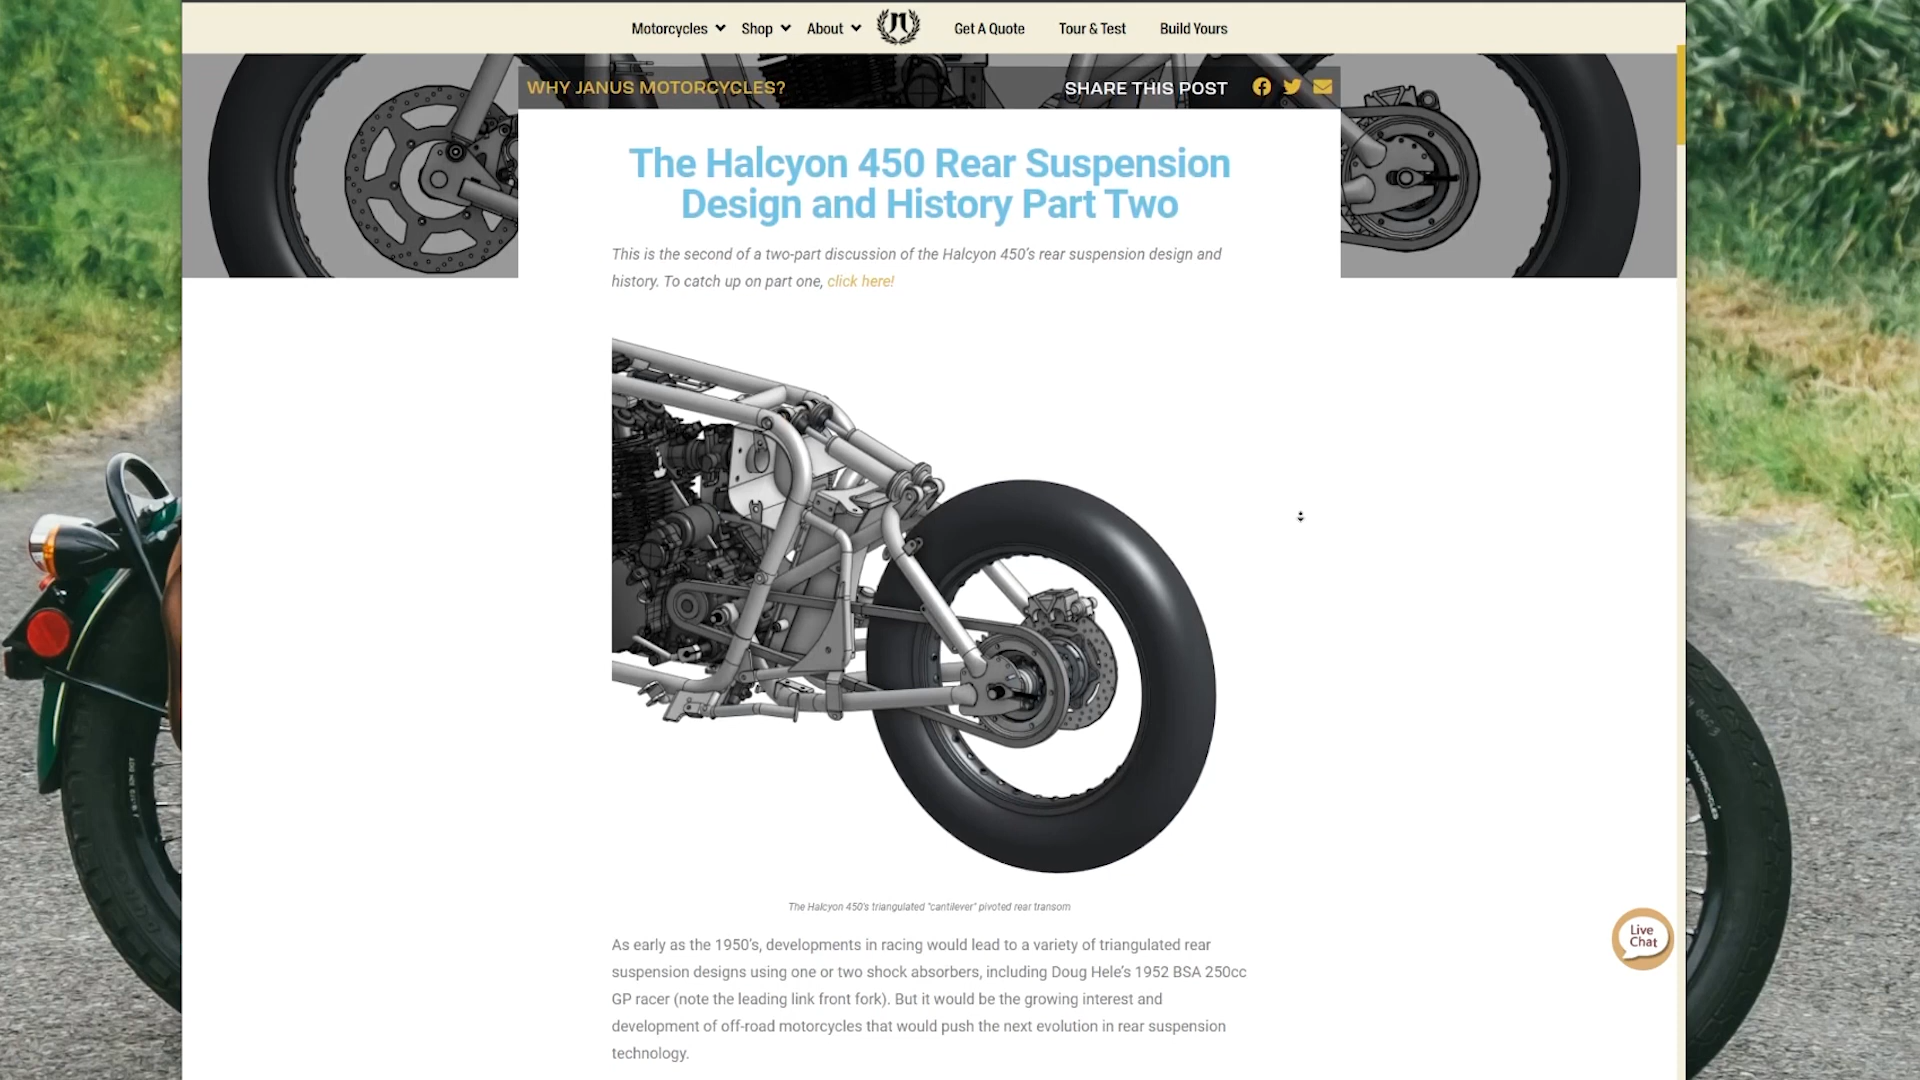 Motorcycles Shop About Get A Quote Tour & Test Build Yours
WHY JANUS MOTORCYCLES? SHARE THIS POST
The Halcyon 450 Rear Suspension
Design and History Part Two
This is the second of a two-part discussion of the Halcyon 450's rear suspension design and
history. To catch up on part one, click here!
The Halcyon 450's triangulated "cantilever" pivoted rear transom
As early as the 1950's, developments in racing would lead to a variety of triangulated rear
suspension designs using one or two shock absorbers, including Doug Hele's 1952 BSA 250cc
GP racer (note the leading link front fork). But it would be the growing interest and
development of off-road motorcycles that would push the next evolution in rear suspension
technology.
Live
Chat